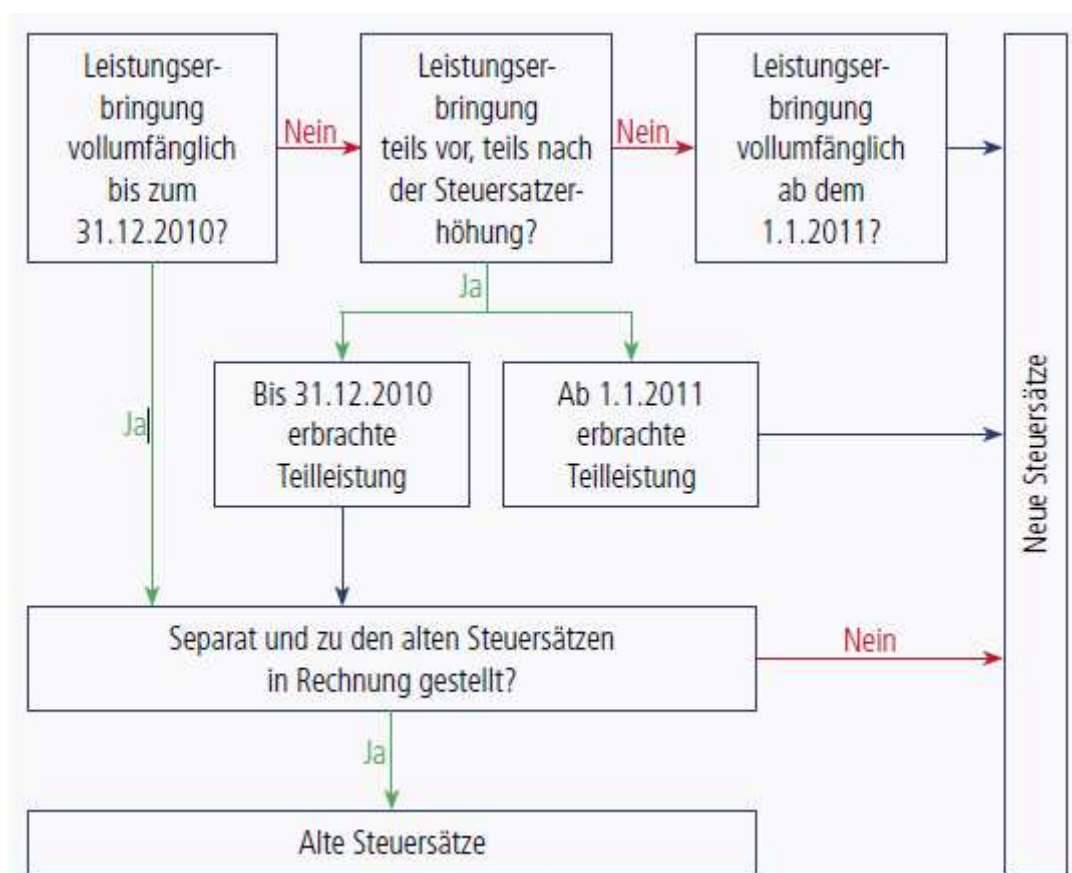 Leistungser-
bringung
vollumfänglich
bis zum
31.12.2010?
Nein
Leistungser-
bringung
teils vor, teils nach
der Steuersatzer-
höhung?
Nein
Leistungser-
bringung
vollumfänglich
ab dem
1.1.2011?
Ja
Ja
Bis 31.12.2010
erbrachte
Teilleistung
Ab 1.1.2011
erbrachte
Teilleistung
Neue Steuersätze
Separat und zu den alten Steuersätzen
in Rechnung gestellt?
Nein
Ja
Alte Steuersätze